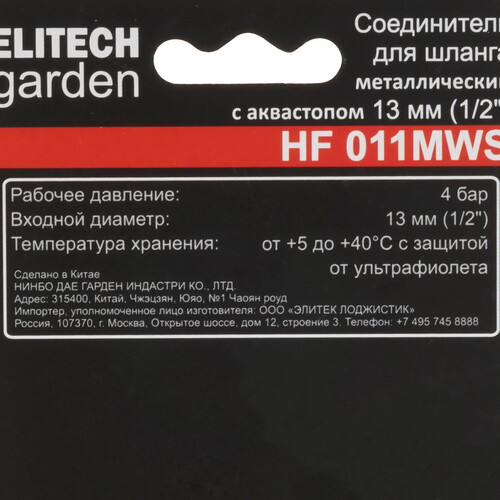 ELITECH
garden
Соединитель
для шланга
металлический
с аквастопом 13 мм (1/2"
HF 011MWS
Рабочее давление: 4 бар
Входной диаметр: 13 мм (1/2")
Температура хранения: от +5 до +40°C с защитой
от ультрафиолета
Сделано в Китае
НИНБО ДАЕ ГАРДЕН ИНДАСТРИ КО., ЛТД.
Адрес: 315400, Китай, Чжэцзян, Юяо, №1 Чаоян роуд
Импортер, уполномоченное лицо изготовителя: ООО «ЭЛИТЕК ЛОДЖИСТИК"
Россия, 107370, г. Москва, Открытое шоссе, дом 12, строение 3. Телефон: +7 495 745 8888